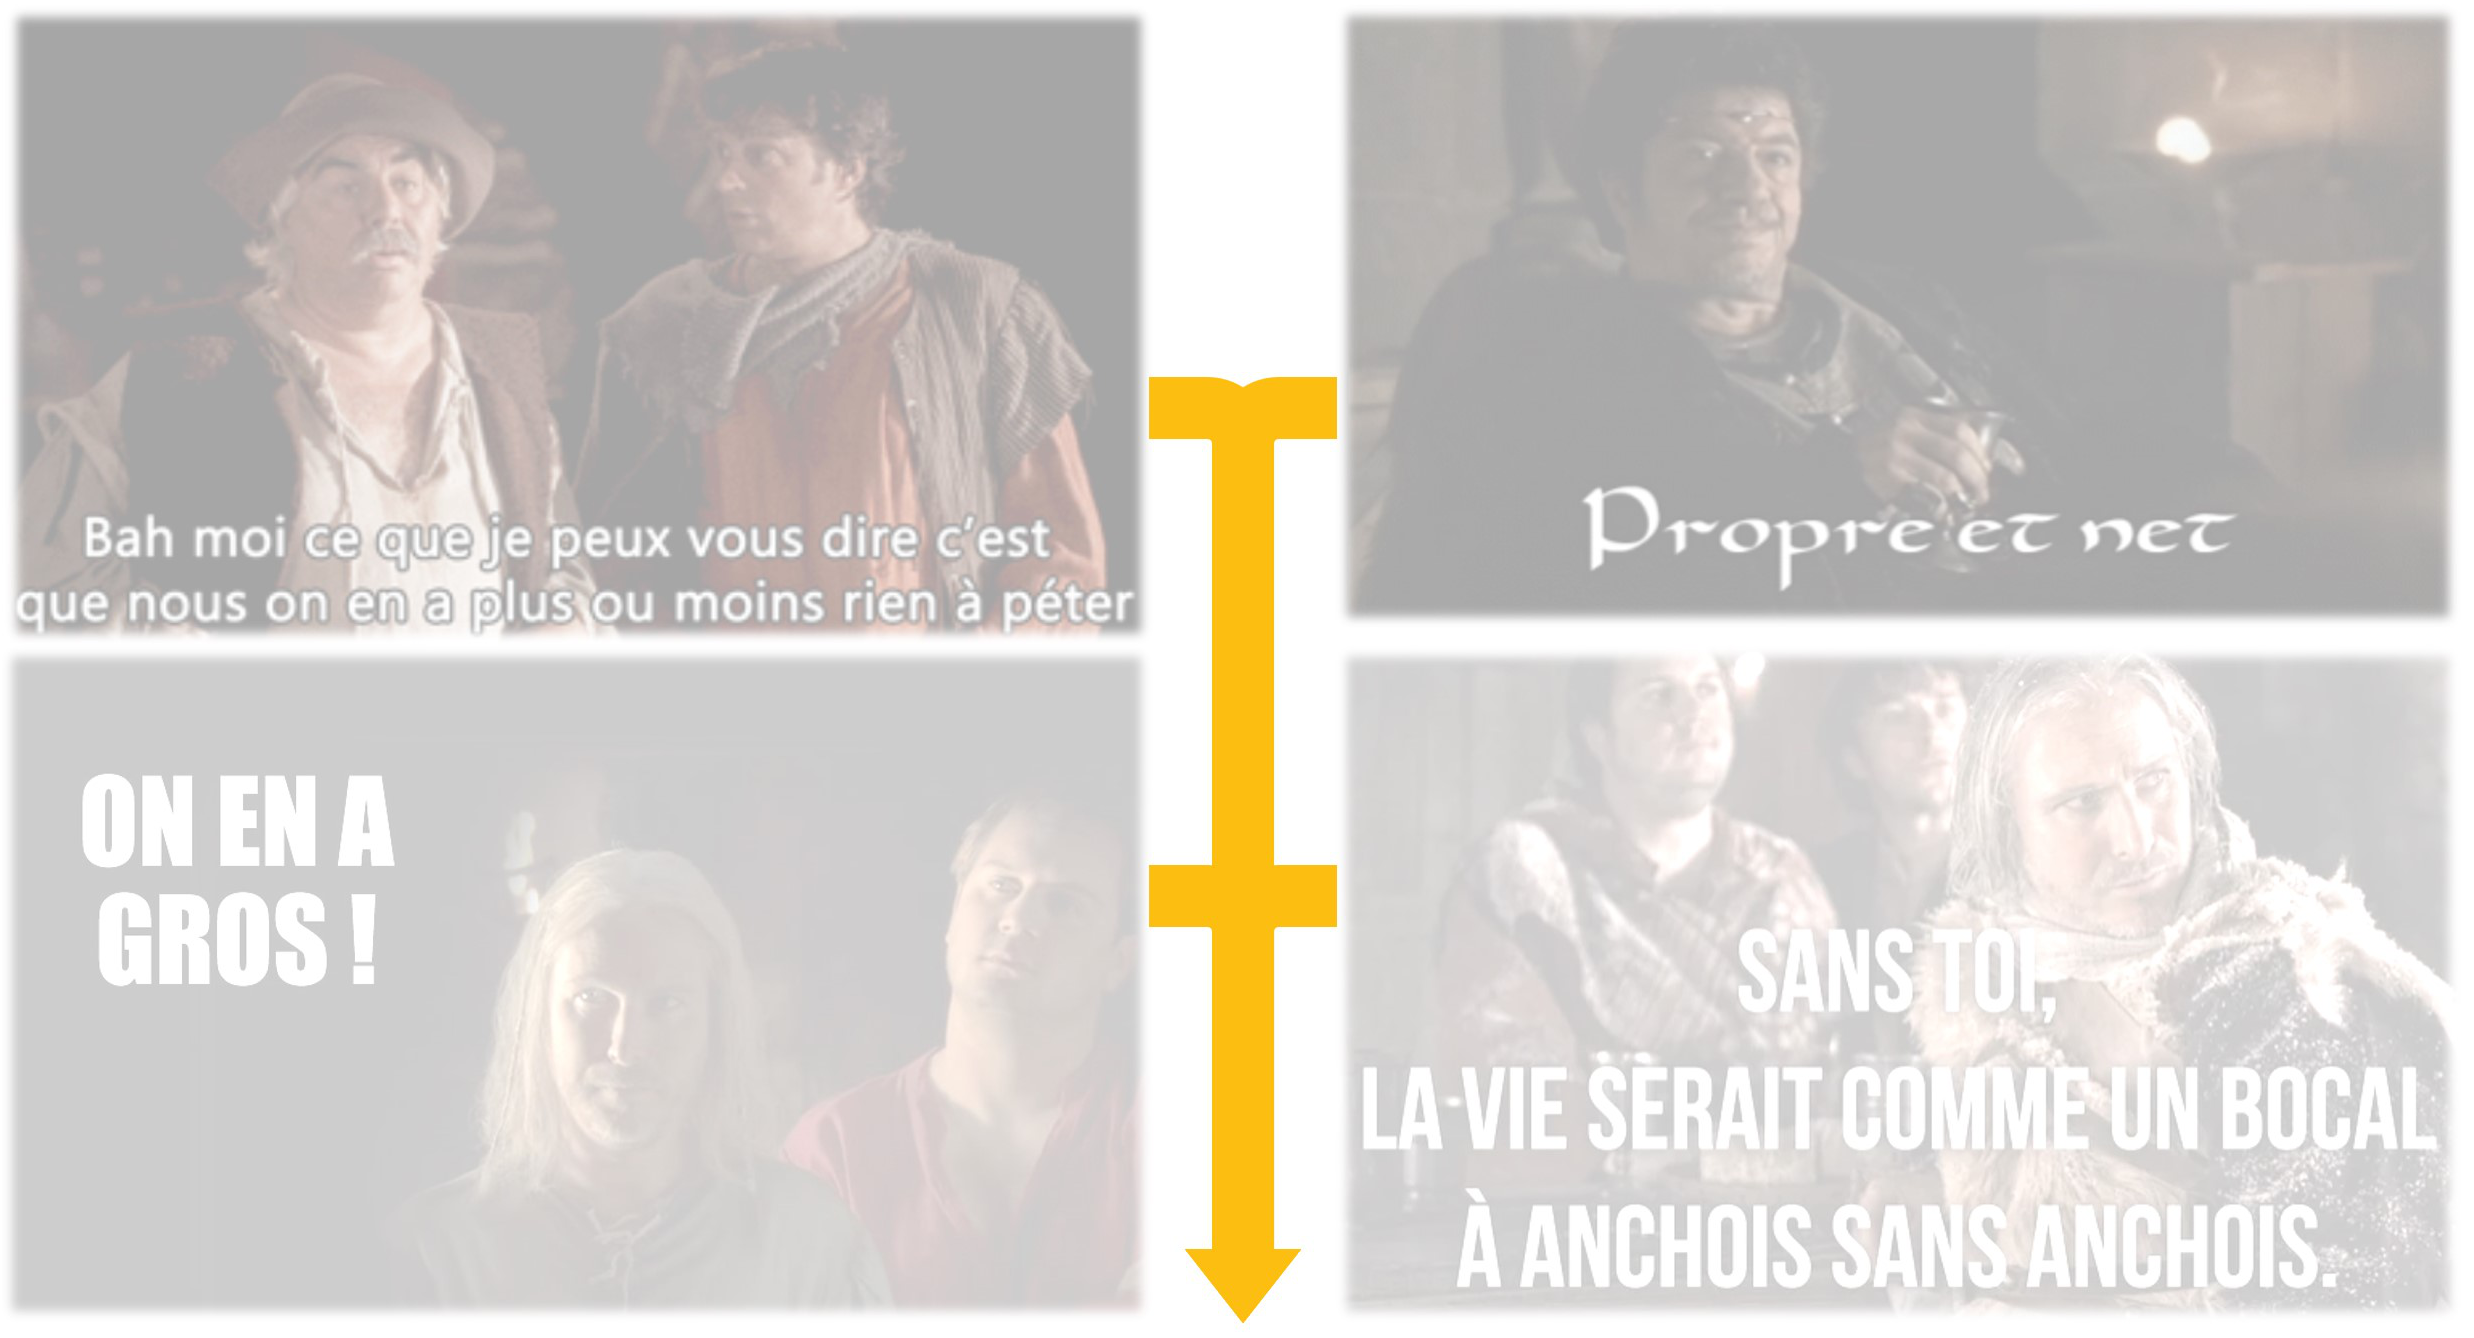 Bah moi ce que je peux vous dire c'est
que nous on en a plus ou moins rien à péter
Propre et net
ON EN A
GROS !
SANS TOI,
LA VIE SERAIT COMME UN BOCAL
À ANCHOIS SANS ANCHOIS.